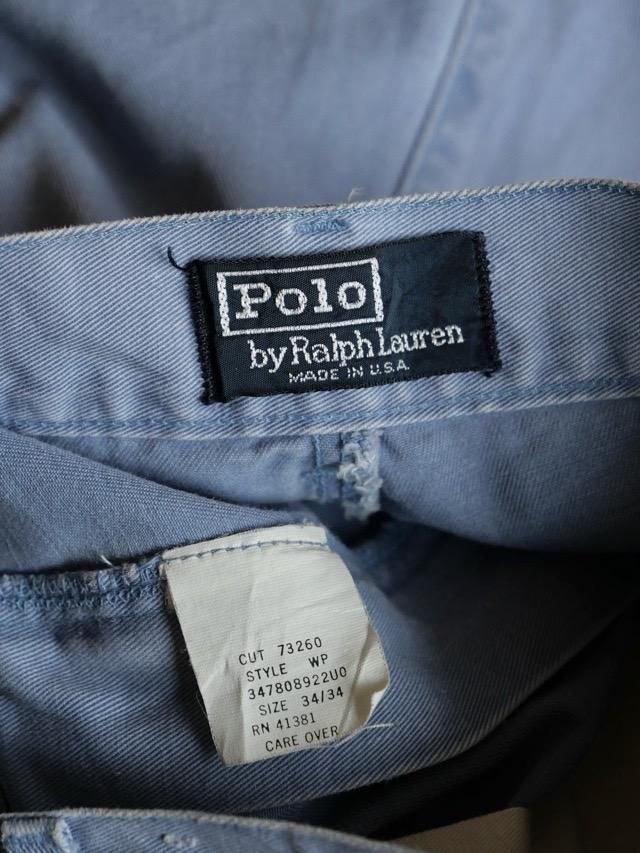 Polo
by Ralph Lauren
MADE IN U.S.A.
CUT 73260
STYLE WP
347808922U0
SIZE 34/34
RN 41381
CARE OVER